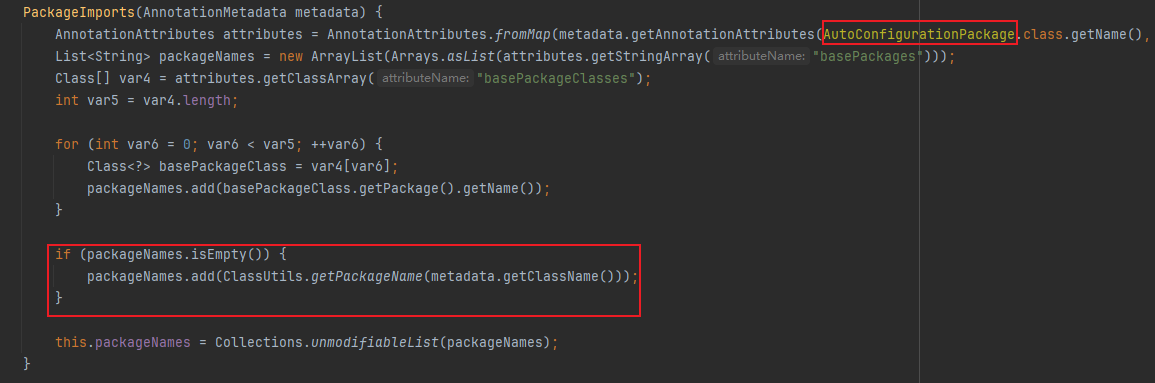 PackageImports(AnnotationMetadata metadata) {
AnnotationAttributes attributes = AnnotationAttributes.fromMap(metadata.getAnnotationAttributes(AutoConfigurationPackage.class.getName(),
List<String> packageNames = new ArrayList(Arrays.asList(attributes.getStringArray( attributeName: "basePackages")));
Class[] var4 = attributes.getClassArray( attributeName: "basePackageClasses");
int var5 = var4.length;
for (int var6 = 0; var6 < var5; ++var6) {
Class<?> basePackageClass = var4[var6];
packageNames.add(basePackageClass.getPackage().getName());
}
if (packageNames.isEmpty()) {
packageNames.add(ClassUtils.getPackageName(metadata.getClassName()));
}
this.packageNames = Collections.unmodifiableList(packageNames);
}